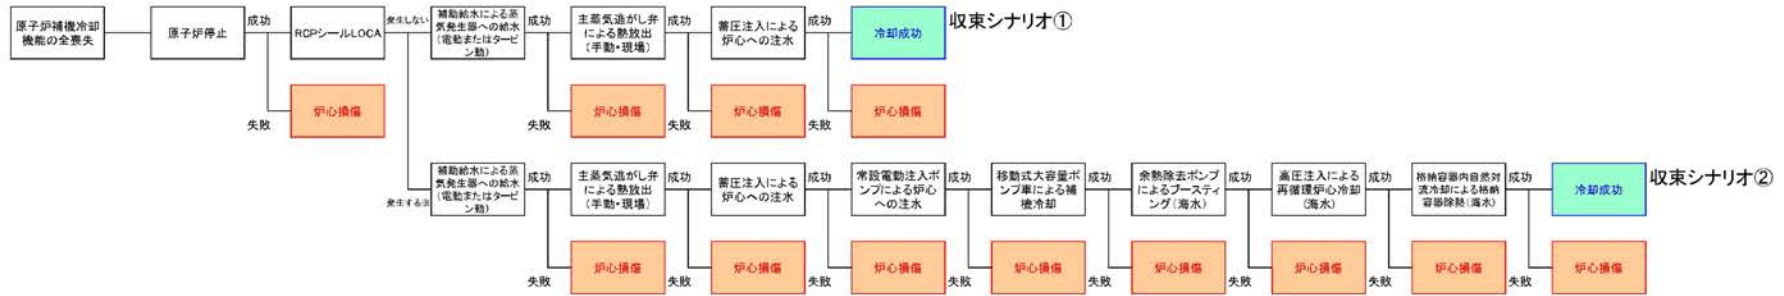 原子炉補機冷却
機能の全喪失
原子炉停止
成功
RCPシールLOCA
発生しない
補助給水による蒸
気発生器への給水
(電動またはタービ
ン動)
成功
主蒸気逃がし弁
による熱放出
(手動・現場)
成功
蓄圧注入による
炉心への注水
成功
冷却成功
収束シナリオ①
失敗
炉心損傷
失敗
炉心損傷
失敗
炉心損傷
失敗
炉心損傷
発生する※
補助給水による蒸
気発生器への給水
(電動またはタービ
ン動)
成功
主蒸気逃がし弁
による熱放出
(手動・現場)
成功
蓄圧注入による
炉心への注水
成功
常設電動注入ポ
ンプによる炉心
への注水
成功
移動式大容量ポ
ンプ車による補
機冷却
成功
余熱除去ポンプ
によるブースティ
ング(海水)
成功
高圧注入による
再循環炉心冷却
(海水)
成功
格納容器内自然対
流冷却による格納
容器除熱(海水)
成功
冷却成功
収束シナリオ②
失敗
炉心損傷
失敗
炉心損傷
失敗
炉心損傷
失敗
炉心損傷
失敗
炉心損傷
失敗
炉心損傷
失敗
炉心損傷
失敗
炉心損傷